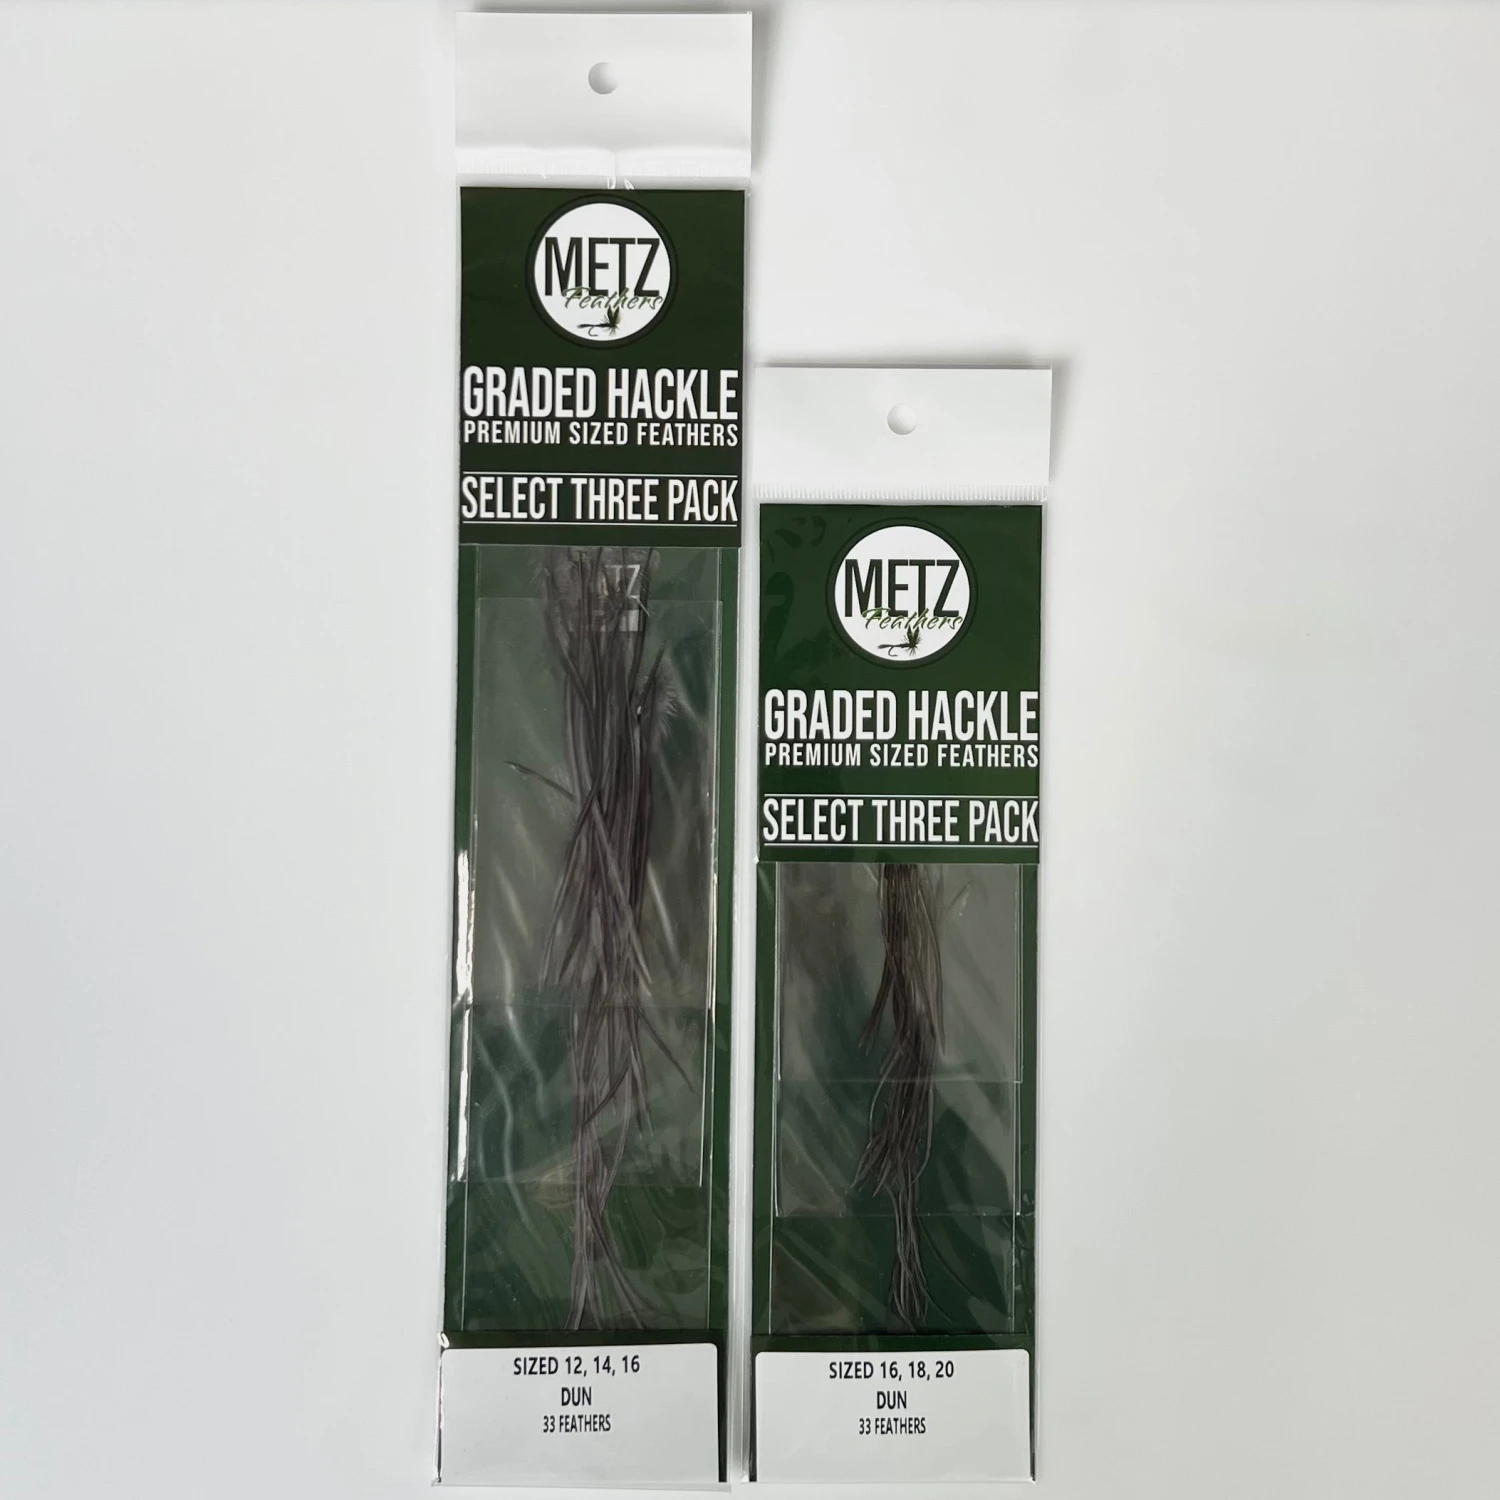 METZ
Feathers
GRADED HACKLE
PREMIUM SIZED FEATHERS
SELECT THREE PACK
TZ
SIZED 12, 14, 16
DUN
33 FEATHERS
METZ
Feathers
GRADED HACKLE
PREMIUM SIZED FEATHERS
SELECT THREE PACK
SIZED 16, 18, 20
DUN
33 FEATHERS